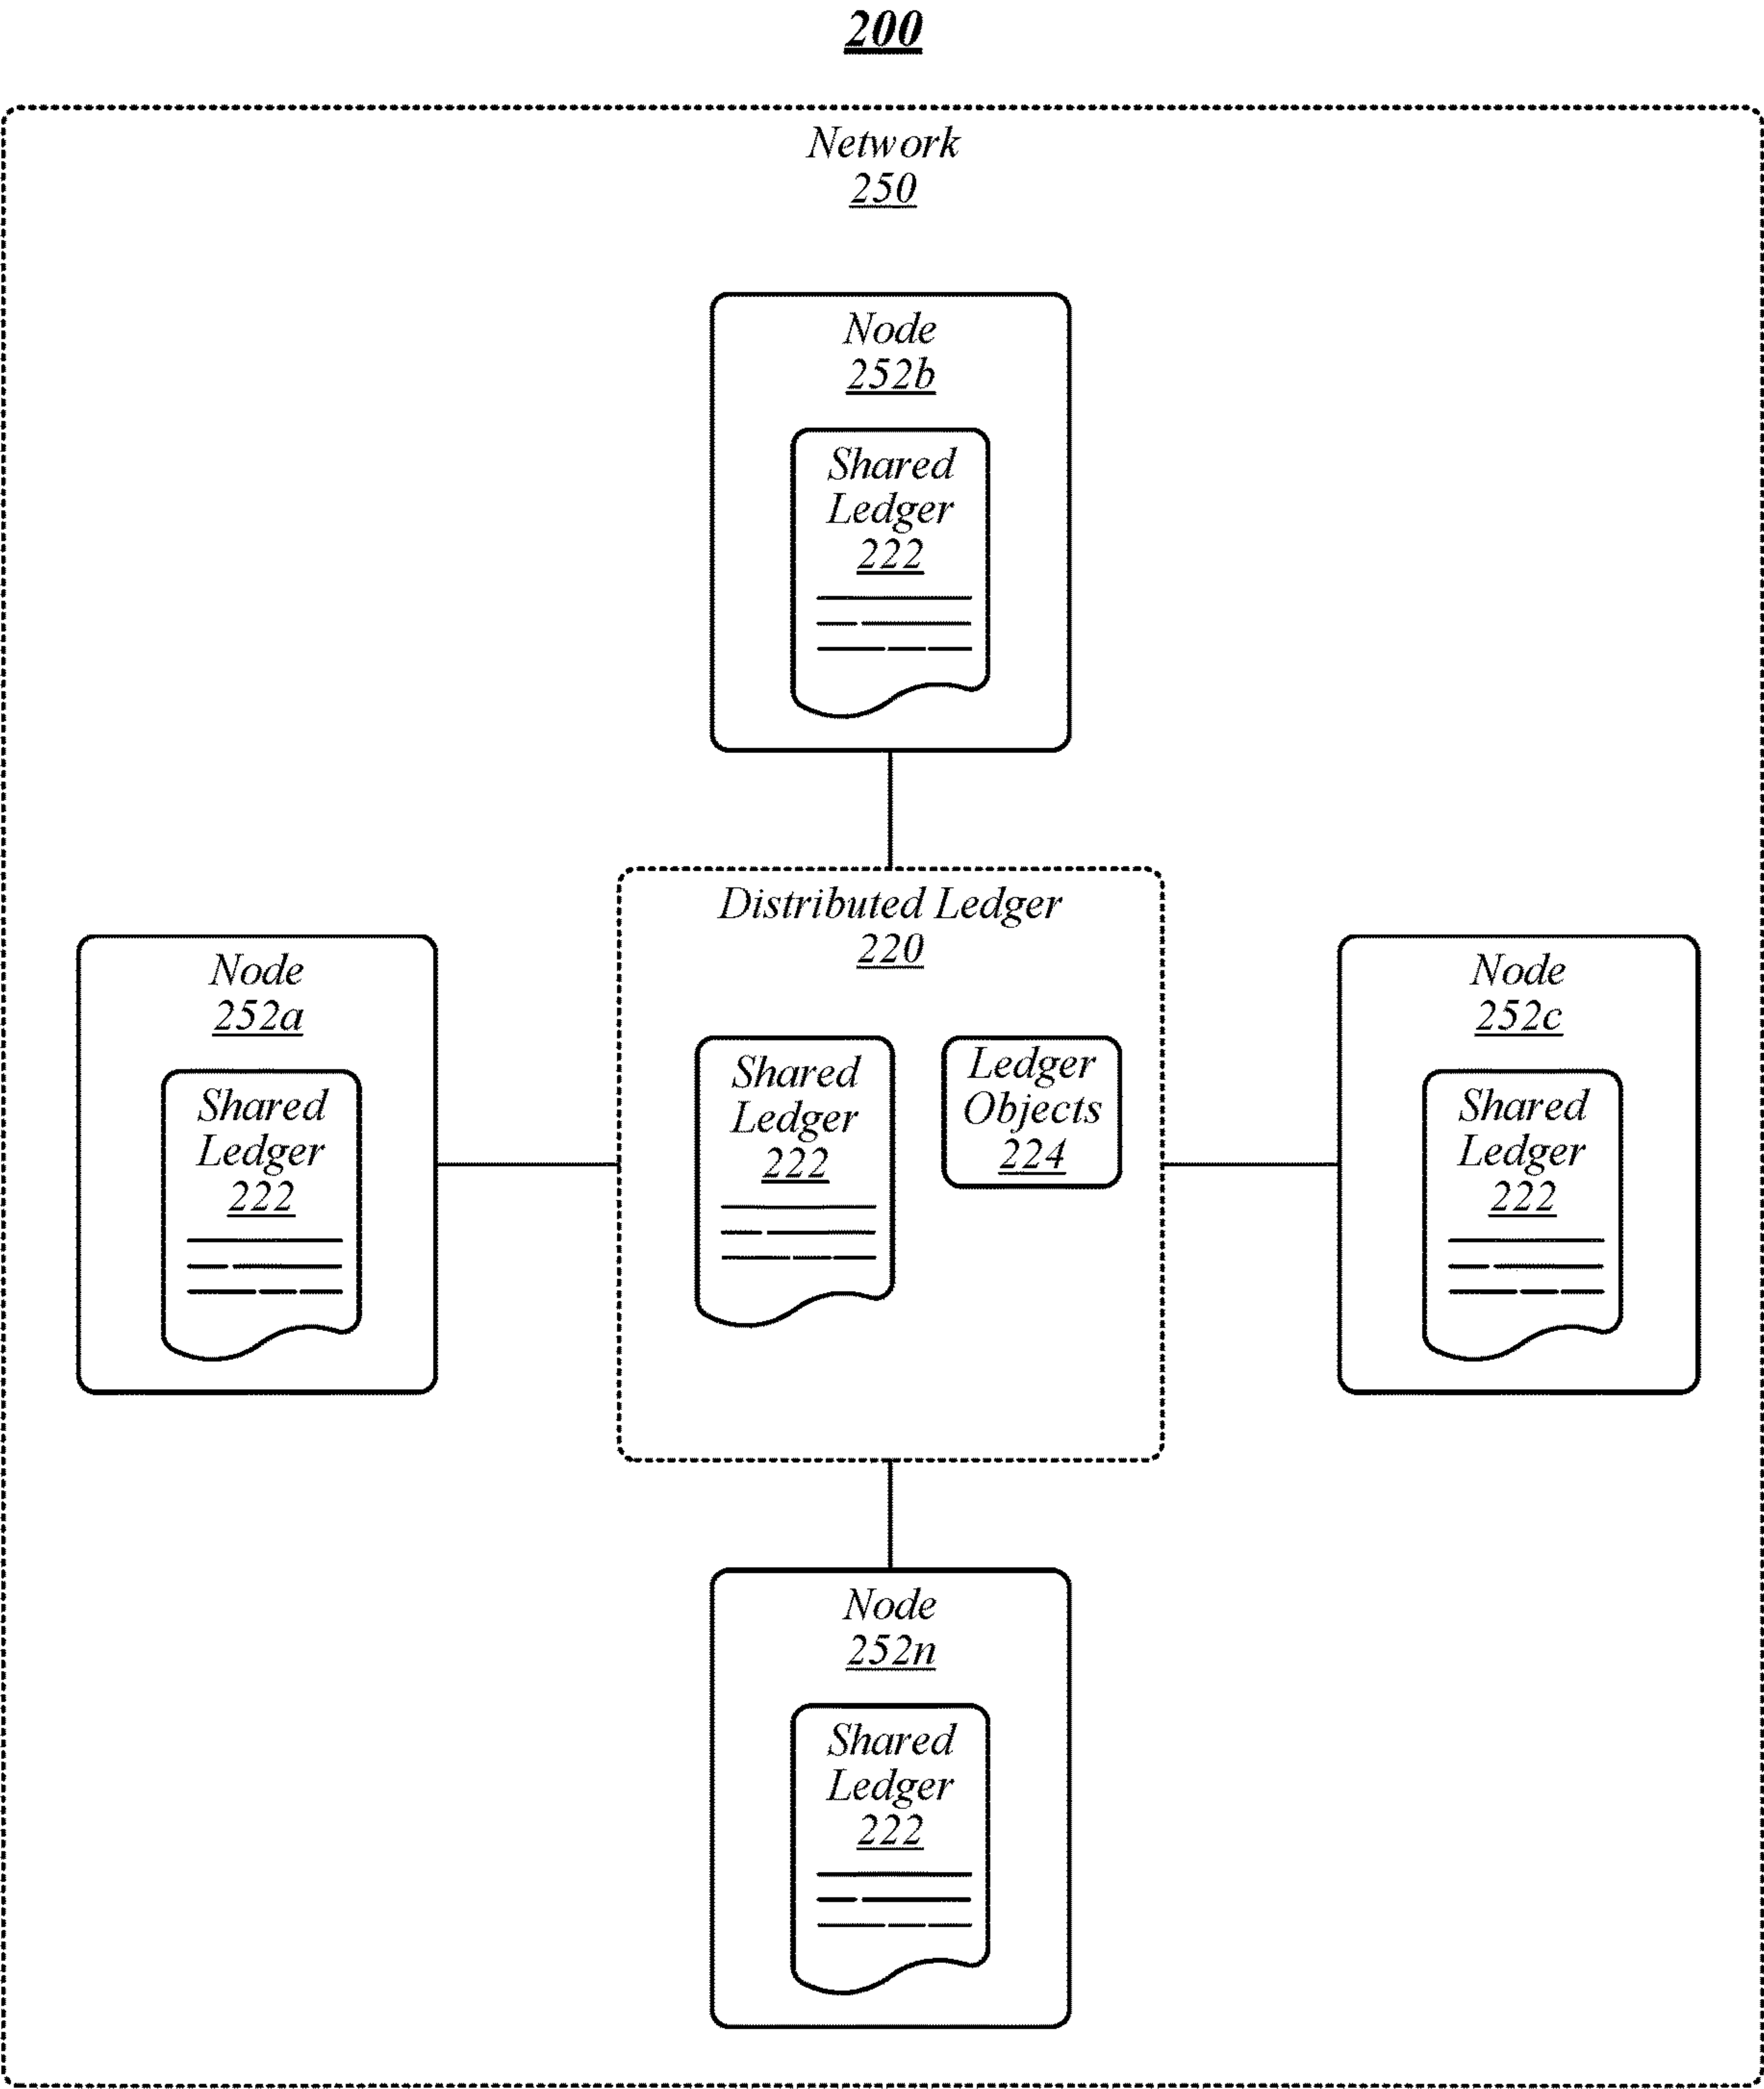 200
Network
250
Node
252b
Shared
Ledger
222
Distributed Ledger
220
Node
252a
Shared
Ledger
222
Shared
Ledger
222
Ledger
Objects
224
Node
252c
Shared
Ledger
222
Node
252n
Shared
Ledger
222